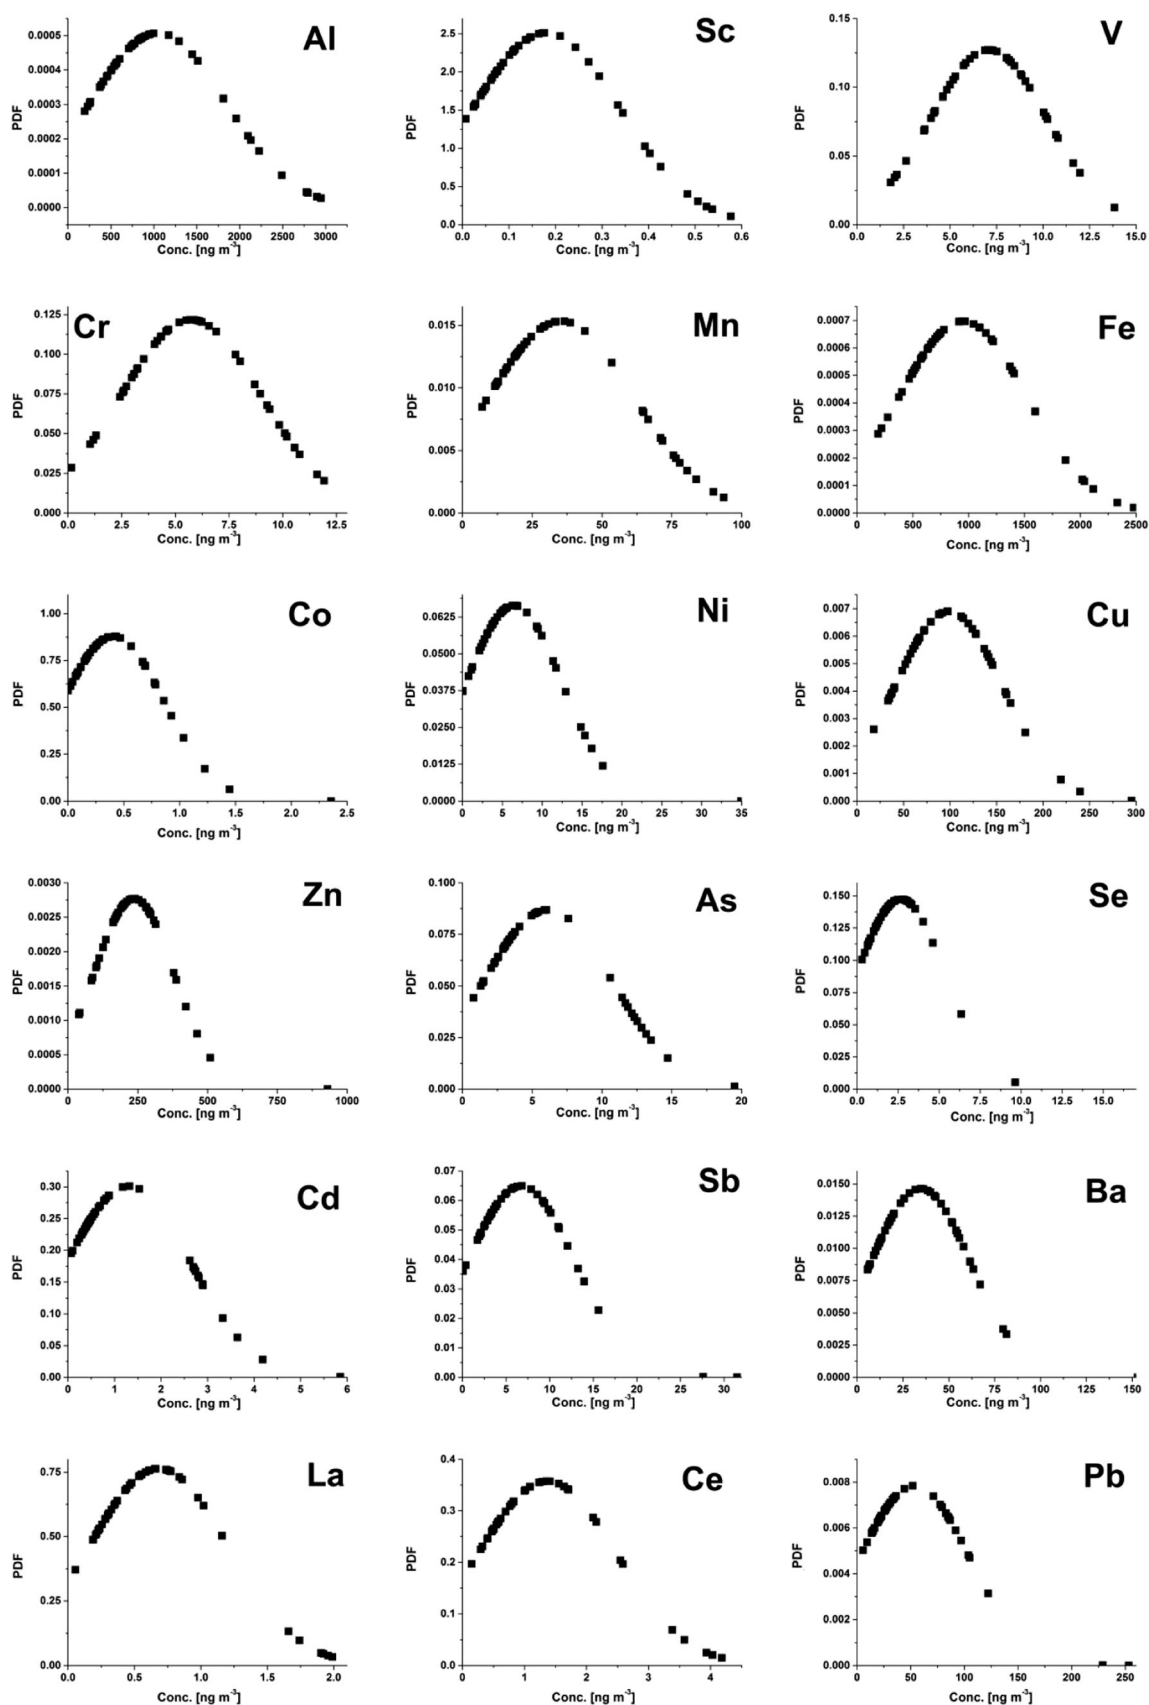 Al
0.0005
0.0004
0.0003
0.0002
0.0001
0.0000
PDF
0 500 1000 1500 2000 2500 3000
Conc. [ng m⁻³]
Sc
2.5
2.0
1.5
1.0
0.5
0.0
PDF
0.0 0.1 0.2 0.3 0.4 0.5 0.6
Conc. [ng m⁻³]
V
0.15
0.10
0.05
0.00
PDF
0.00 2.5 5.0 7.5 10.0 12.5 15.0
Conc. [ng m⁻³]
Cr
0.125
0.100
0.075
0.050
0.025
0.000
PDF
0.0 2.5 5.0 7.5 10.0 12.5
Conc. [ng m⁻³]
Mn
0.015
0.010
0.005
0.000
PDF
0 25 50 75 100
Conc. [ng m⁻³]
Fe
0.0007
0.0006
0.0005
0.0004
0.0003
0.0002
0.0001
0.0000
PDF
0 500 1000 1500 2000 2500
Conc. [ng m⁻³]
Co
1.00
0.75
0.50
0.25
0.00
PDF
0.0 0.5 1.0 1.5 2.0 2.5
Conc. [ng m⁻³]
Ni
0.0625
0.0500
0.0375
0.0250
0.0125
0.0000
PDF
0 5 10 15 20 25 30 35
Conc. [ng m⁻³]
Cu
0.007
0.006
0.005
0.004
0.003
0.002
0.001
0.000
PDF
0 50 100 150 200 250 300
Conc. [ng m⁻³]
Zn
0.0030
0.0025
0.0020
0.0015
0.0010
0.0005
0.0000
PDF
0 250 500 750 1000
Conc. [ng m⁻³]
As
0.100
0.075
0.050
0.025
0.000
PDF
0 5 10 15 20
Conc. [ng m⁻³]
Se
0.150
0.125
0.100
0.150
0.125
0.025
0.000
PDF
0.0 2.5 5.0 7.5 10.0 12.5 15.0
Conc. [ng m⁻³]
Cd
0.30
0.25
0.20
0.15
0.10
0.05
0.00
PDF
0 1 2 3 4 5 6
Conc. [ng m⁻³]
Sb
0.07
0.06
0.05
0.04
0.03
0.02
0.01
0.00
PDF
0 5 10 15 20 25 30
Conc. [ng m⁻³]
Ba
0.0150
0.0125
0.0100
0.0075
0.0050
0.0025
0.0000
PDF
0 25 50 75 100 125 150
Conc. [ng m⁻³]
La
0.75
0.50
0.25
0.00
PDF
0.0 0.5 1.0 1.5 2.0
Conc. [ng m⁻³]
Ce
0.4
0.3
0.2
0.1
0.0
PDF
0 1 2 3 4
Conc. [ng m⁻³]
Pb
0.008
0.006
0.004
0.002
0.000
PDF
0 50 100 150 200 250
Conc. [ng m⁻³]